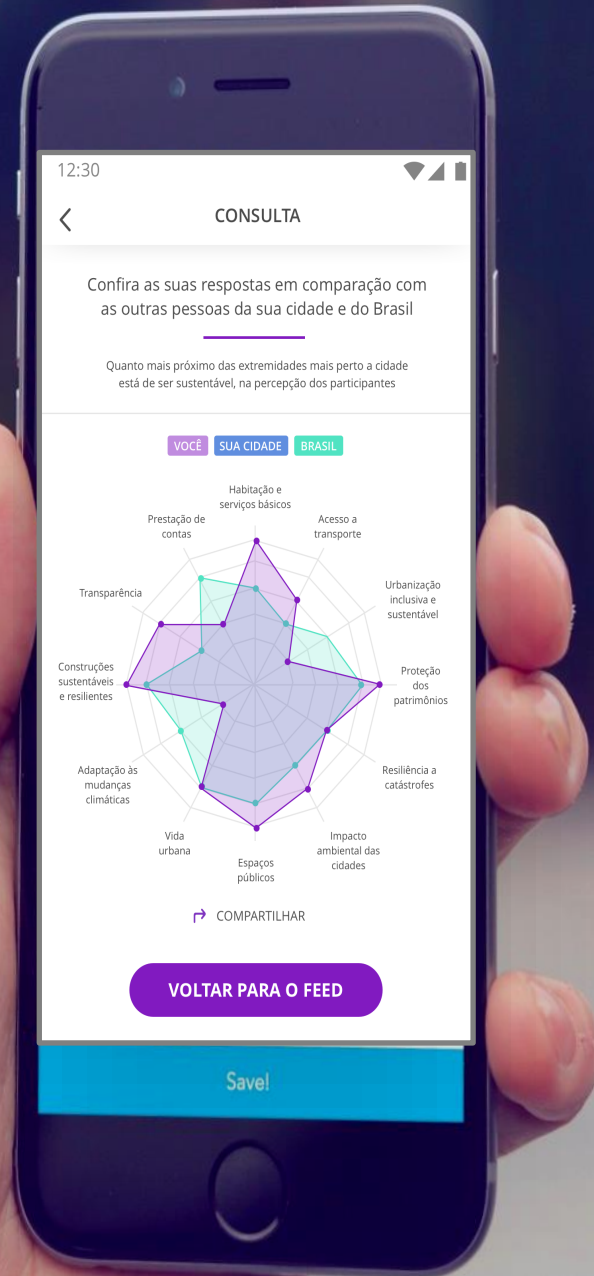 12:30
CONSULTA
Confira as suas respostas em comparação com
as outras pessoas da sua cidade e do Brasil
Quanto mais próximo das extremidades mais perto a cidade
está de ser sustentável, na percepção dos participantes
VOCÊ SUA CIDADE BRASIL
Habitação e
serviços básicos
Acesso a
transporte
Urbanização
inclusiva e
sustentável
Proteção
dos
patrimônios
Resiliência a
catástrofes
Impacto
ambiental das
cidades
Espaços
públicos
Vida
urbana
Adaptação às
mudanças
climáticas
Construções
sustentáveis
e resilientes
Transparência
Prestação de
contas
COMPARTILHAR
VOLTAR PARA O FEED
Save!